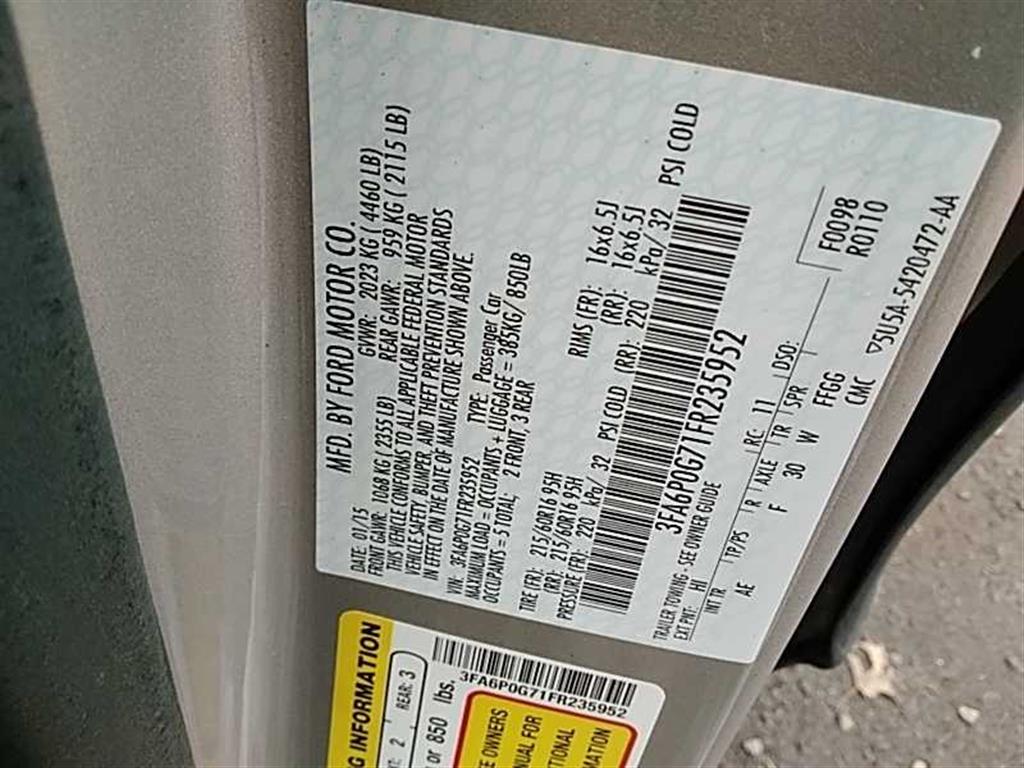 MFD. BY FORD MOTOR CO.
DATE: 07/15 GVWR: 2023 KG ( 4460 LB)
FRONT GAWR: 1068 KG ( 2355 LB) REAR GAWR: 959 KG ( 2115 LB)
THIS VEHICLE CONFORMS TO ALL APPLICABLE FEDERAL MOTOR
VEHICLE SAFETY BUMPER, AND THEFT PREVENTION STANDARDS
IN EFFECT ON THE DATE OF MANUFACTURE SHOWN ABOVE.
VIN: 3FA6P0G71FR235952 TYPE: Passenger Car
MAXIMUM LOAD = OCCUPANTS + LUGGAGE = 385KG/ 850LB
OCCUPANTS = 5 TOTAL; 2 FRONT, 3 REAR
TIRE (FR): 215/60R16 95H RIMS (FR): 16x6.5J
(RR): 215/60R16 95H (RR): 16x6.5J
PRESSURE (FR): 220 kPa/ 32 PSI COLD (RR): 220 kPa/32 PSI COLD
3FA6P0G71FR235952
TRAILER TOWING - SEE OWNER GUIDE F0098
EXT PNT: HI RC: 11 DSO: R0110
INT TR TP/PS R AXLE TR SPR
AE F 30 W FFGG
CMC ▽5U5A-5420472-AA
3FA6P0G71FR235952
G INFORMATION
2 REAR: 3
or 850 lbs.
E OWNERS
NUAL FOR
TIONAL
MATION